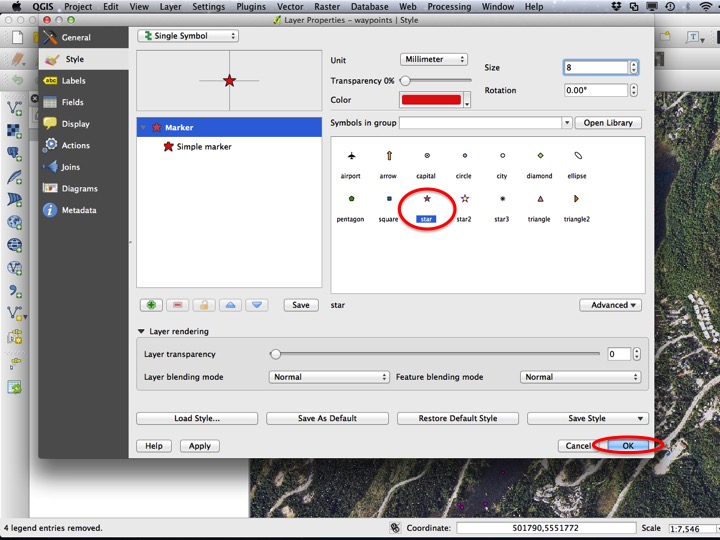 QGIS Project Edit View Layer Settings Plugins Vector Raster Database Web Processing Window Help
Layer Properties - waypoints | Style
General
Style
abc Labels
Fields
Display
Actions
Joins
Diagrams
Metadata
Single Symbol
Marker
Simple marker
Save
Unit Millimeter
Transparency 0%
Color
Size 8
Rotation 0.00°
Symbols in group Open Library
airport arrow capital circle city diamond ellipse
pentagon square star star2 star3 triangle triangle2
star Advanced
Layer rendering
Layer transparency 0
Layer blending mode Normal Feature blending mode Normal
Load Style... Save As Default Restore Default Style Save Style
Help Apply Cancel OK
4 legend entries removed. Coordinate: 501790,5551772 Scale 1:7,546